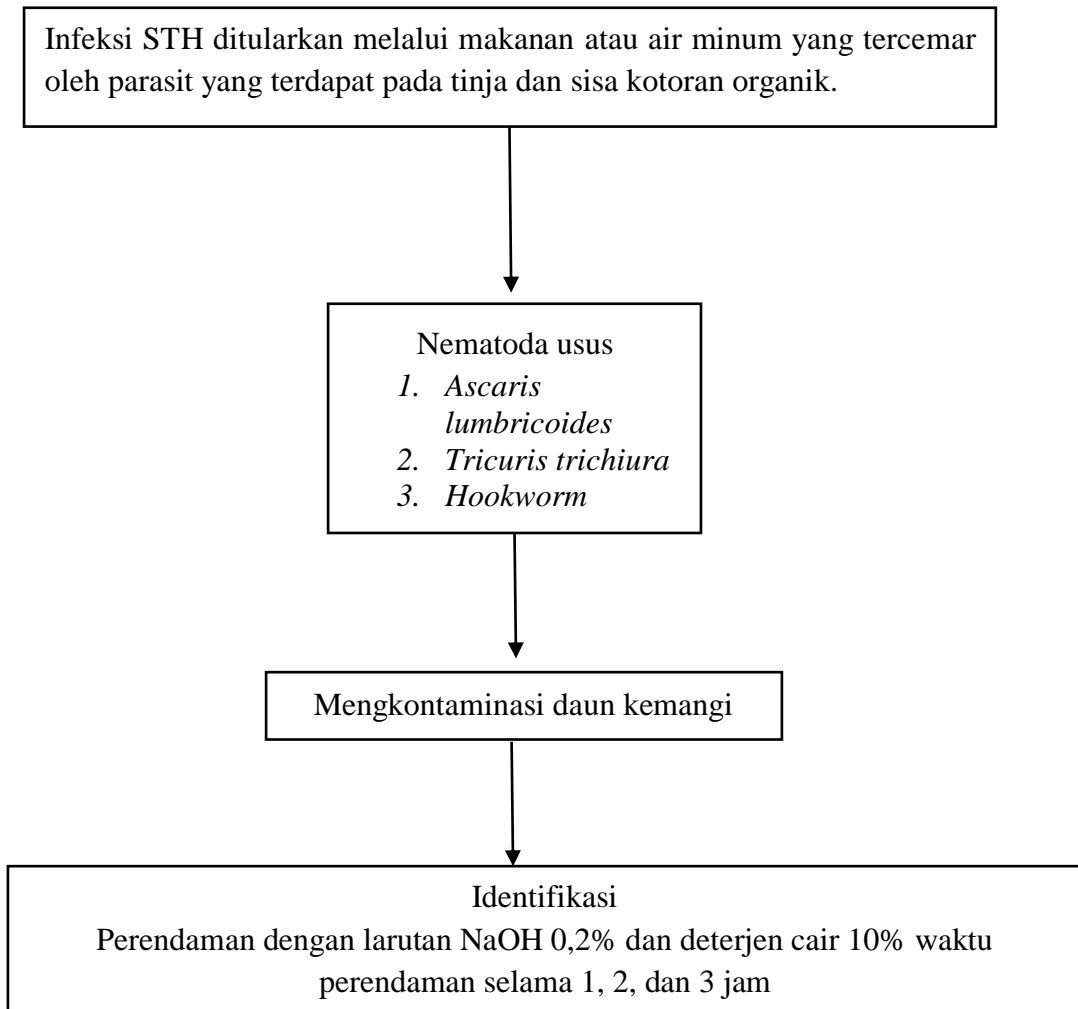 Infeksi STH ditularkan melalui makanan atau air minum yang tercemar
oleh parasit yang terdapat pada tinja dan sisa kotoran organik.
Nematoda usus
1. Ascaris
lumbricoides
2. Tricuris trichiura
3. Hookworm
Mengkontaminasi daun kemangi
Identifikasi
Perendaman dengan larutan NaOH 0,2% dan deterjen cair 10% waktu
perendaman selama 1, 2, dan 3 jam